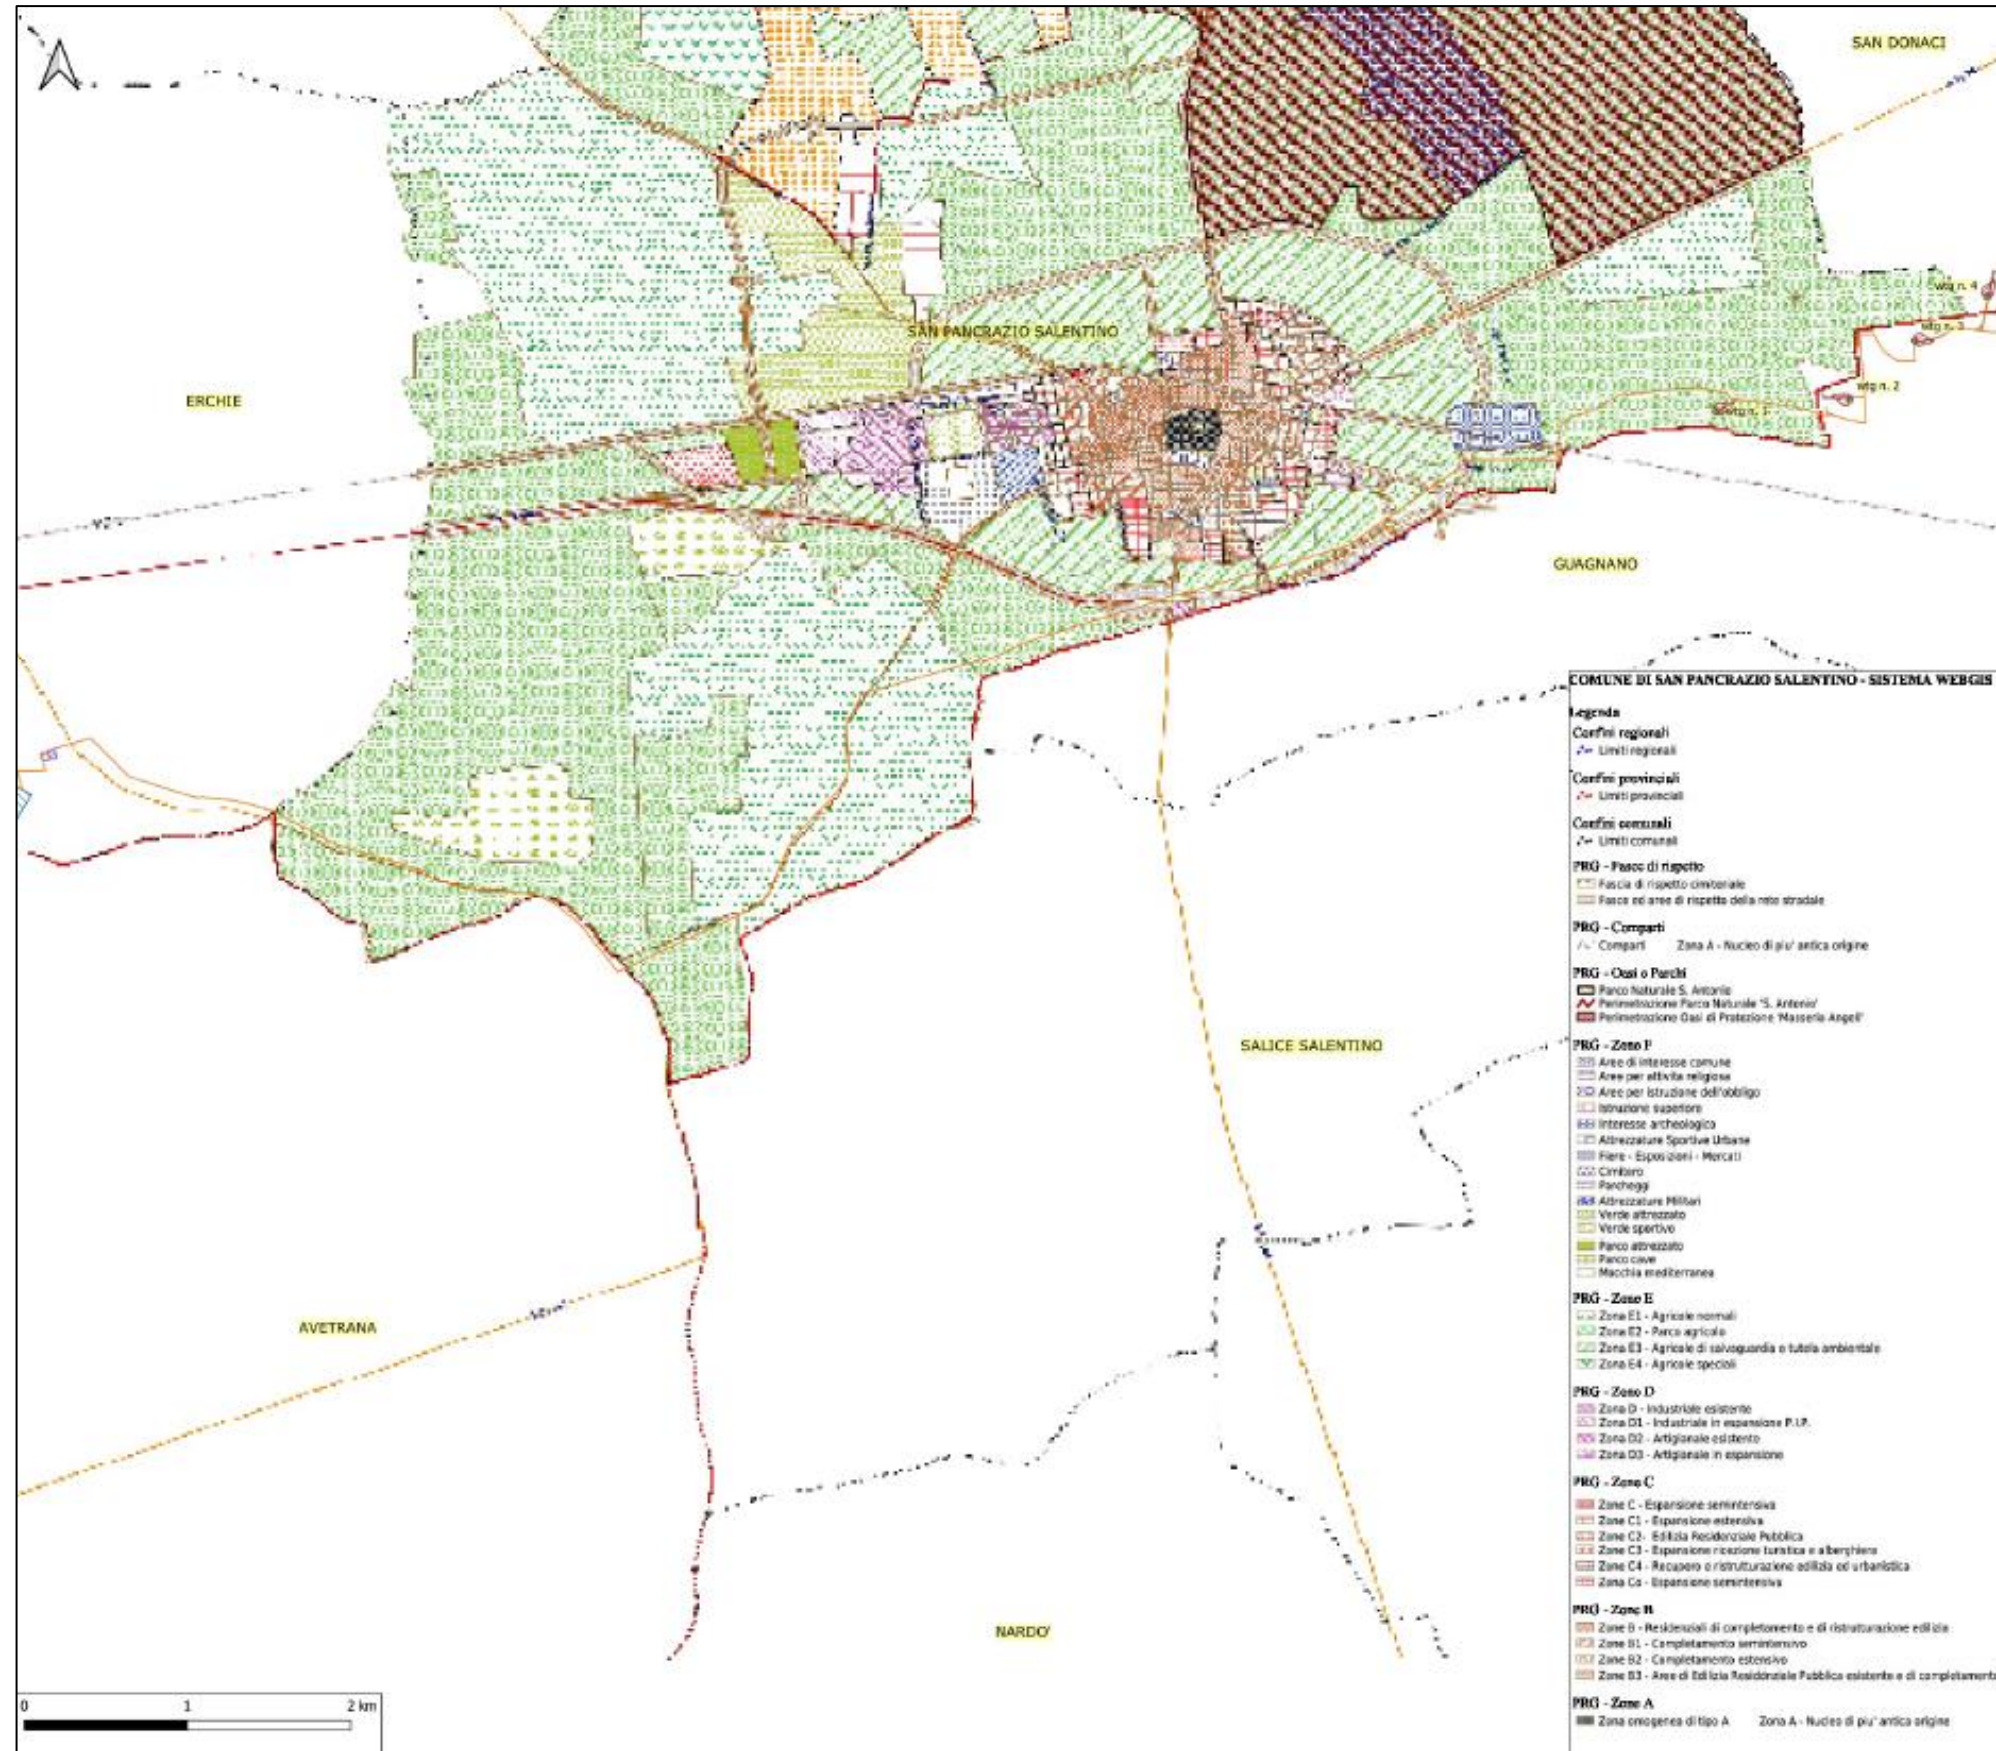 SAN DONACI
wtg n. 4
wtg n. 3
SAN PANCRAZIO SALENTINO
wtg n. 2
ERCHIE
wtg n. 1
GUAGNANO
COMUNE DI SAN PANCRAZIO SALENTINO - SISTEMA WEBGIS
Legenda
Confini regionali
Limiti regionali
Confini provinciali
Limiti provinciali
Confini comunali
Limiti comunali
PRG - Fasce di rispetto
Fascia di rispetto cimiteriale
Fasce ed aree di rispetto della rete stradale
PRG - Comparti
Comparti Zona A - Nucleo di piu' antica origine
PRG - Oasi o Parchi
Parco Naturale S. Antonio
Perimetrazione Parco Naturale 'S. Antonio'
Perimetrazione Oasi di Protezione 'Masseria Angeli'
PRG - Zone F
Aree di interesse comune
Aree per attivita religiosa
Aree per istruzione dell'obbligo
Istruzione superiore
Interesse archeologico
Attrezzature Sportive Urbane
Fiere - Esposizioni - Mercati
Cimitero
Parcheggi
Attrezzature Militari
Verde attrezzato
Verde sportivo
Parco attrezzato
Parco cave
Macchia mediterranea
PRG - Zone E
Zona E1 - Agricole normali
Zona E2 - Parco agricolo
Zona E3 - Agricole di salvaguardia e tutela ambientale
Zona E4 - Agricole speciali
PRG - Zone D
Zona D - Industriale esistente
Zona D1 - Industriale in espansione P.I.P.
Zona D2 - Artigianale esistente
Zona D3 - Artigianale in espansione
PRG - Zone C
Zone C - Espansione semintensiva
Zone C1 - Espansione estensiva
Zone C2- Edilizia Residenziale Pubblica
Zone C3 - Espansione ricezione turistica e alberghiera
Zone C4 - Recupero e ristrutturazione edilizia ed urbanistica
Zona Co - Espansione semintensiva
PRG - Zone B
Zone B - Residenziali di completamento e di ristrutturazione edilizia
Zone B1 - Completamento semintensivo
Zone B2 - Completamento estensivo
Zone B3 - Aree di Edilizia Residenziale Pubblica esistente e di completamento
PRG - Zone A
Zona omogenea di tipo A Zona A - Nucleo di piu' antica origine
SALICE SALENTINO
AVETRANA
NARDO'
0 1 2 km